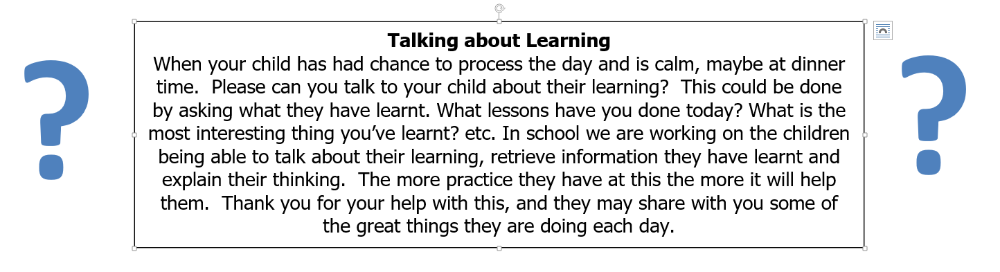 Talking about Learning
When your child has had chance to process the day and is calm, maybe at dinner
time.  Please can you talk to your child about their learning?  This could be done
by asking what they have learnt. What lessons have you done today? What is the
most interesting thing you've learnt? etc. In school we are working on the children
being able to talk about their learning, retrieve information they have learnt and
explain their thinking.  The more practice they have at this the more it will help
them.  Thank you for your help with this, and they may share with you some of
the great things they are doing each day.
?
?